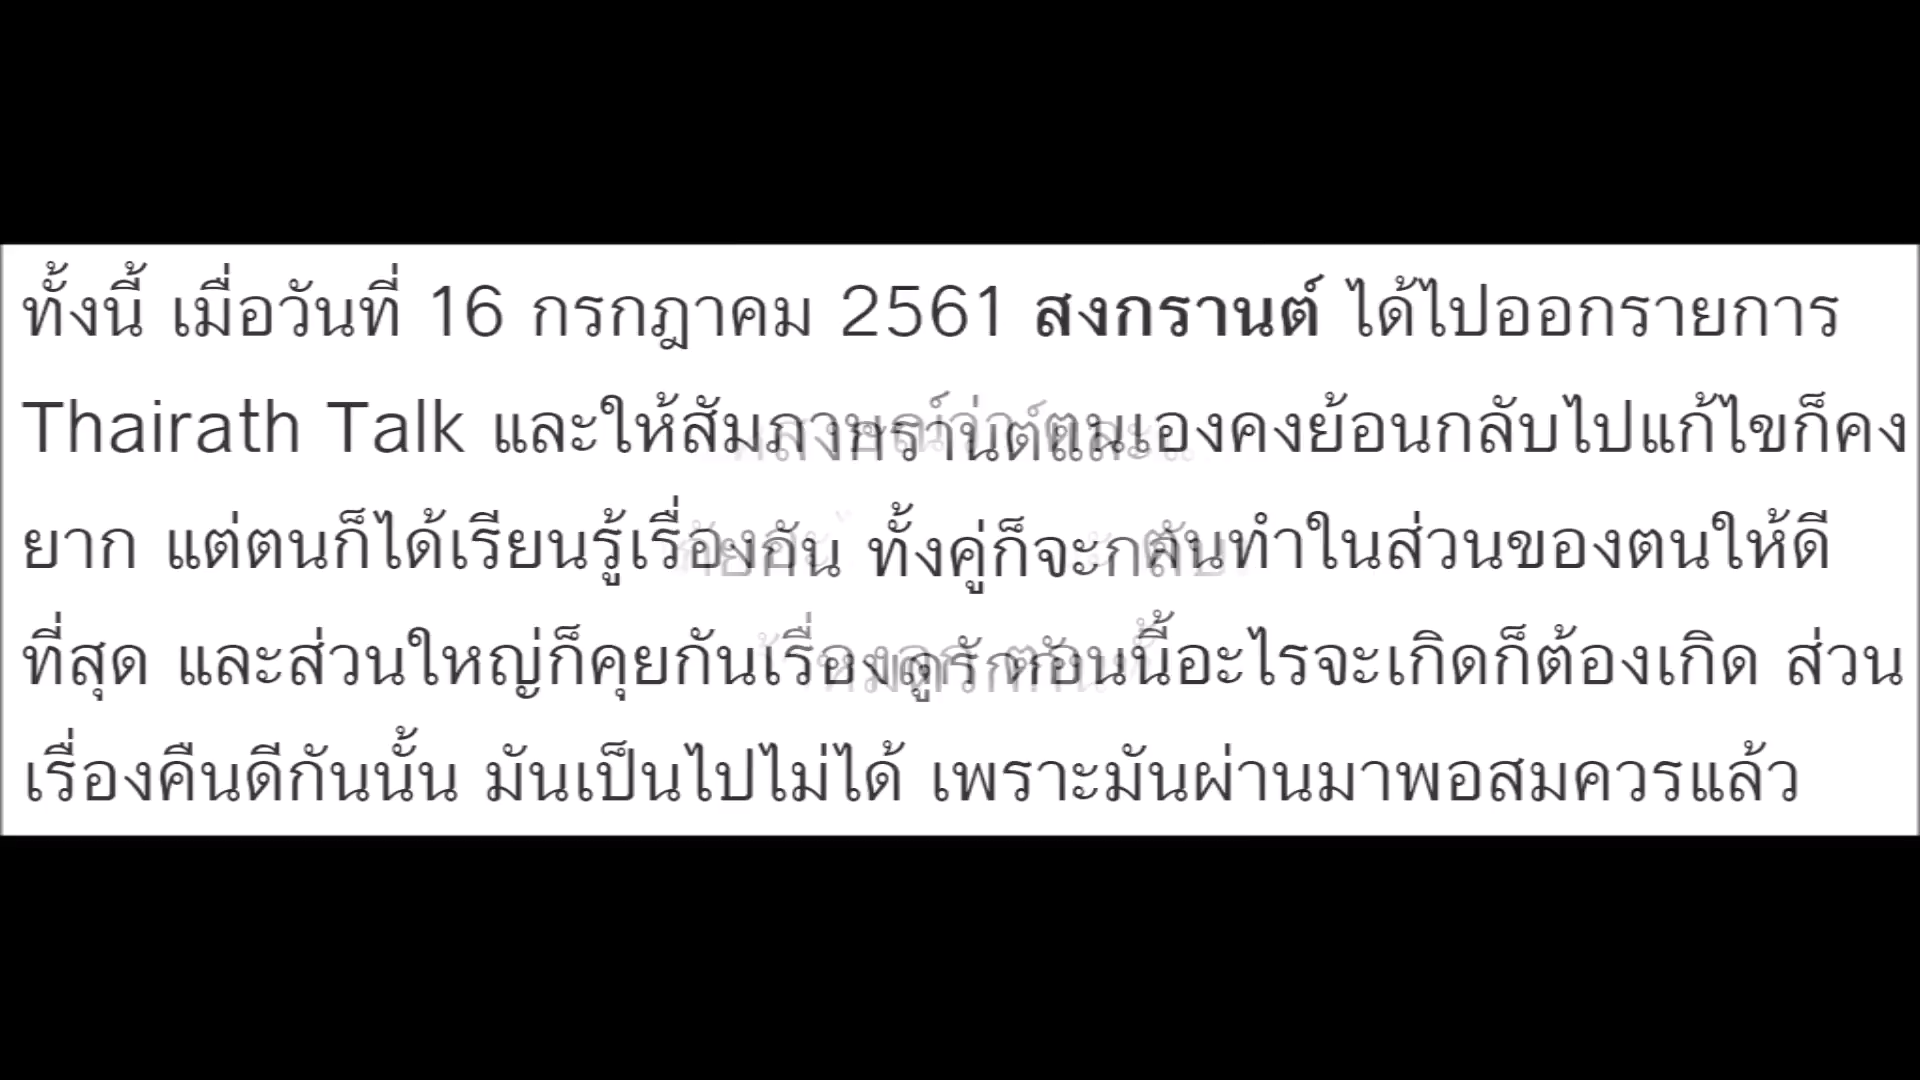 ทั้งนี้ เมื่อวันที่ 16 กรกฎาคม 2561 สงกรานต์ ได้ไปออกรายการ
Thairath Talk และให้สัมภาษณ์ว่าตนเองคงย้อนกลับไปแก้ไขก็คง
ยาก แต่ตนก็ได้เรียนรู้เรื่อง ทั้งคู่ก็จะ ทำในส่วนของตนให้ดี
ที่สุด และส่วนใหญ่ก็คุยกันเรื่องลูก ตอนนี้อะไรจะเกิดก็ต้องเกิด ส่วน
เรื่องคืนดีกันนั้น มันเป็นไปไม่ได้ เพราะมันผ่านมาพอสมควรแล้ว